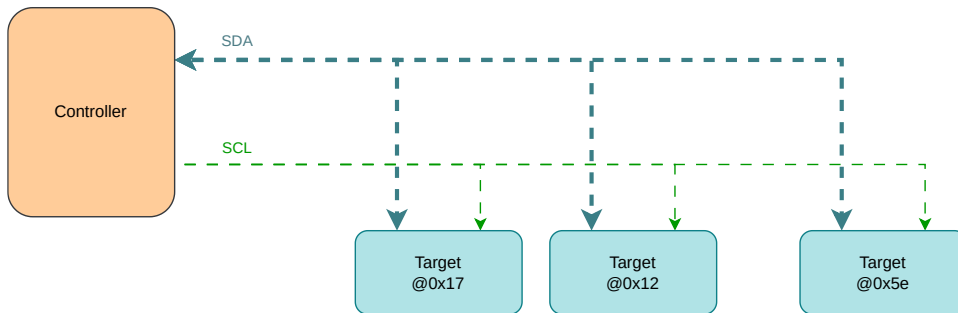 SDA
Controller
SCL
Target
@0x17
Target
@0x12
Target
@0x5e